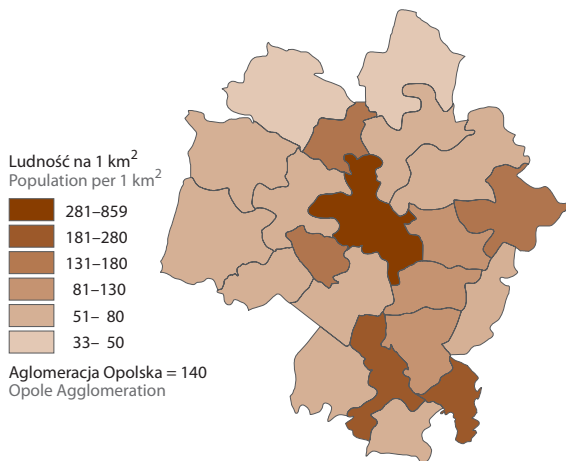 Ludność na 1 km²
Population per 1 km²
281–859
181–280
131–180
81–130
51– 80
33– 50
Aglomeracja Opolska = 140
Opole Agglomeration